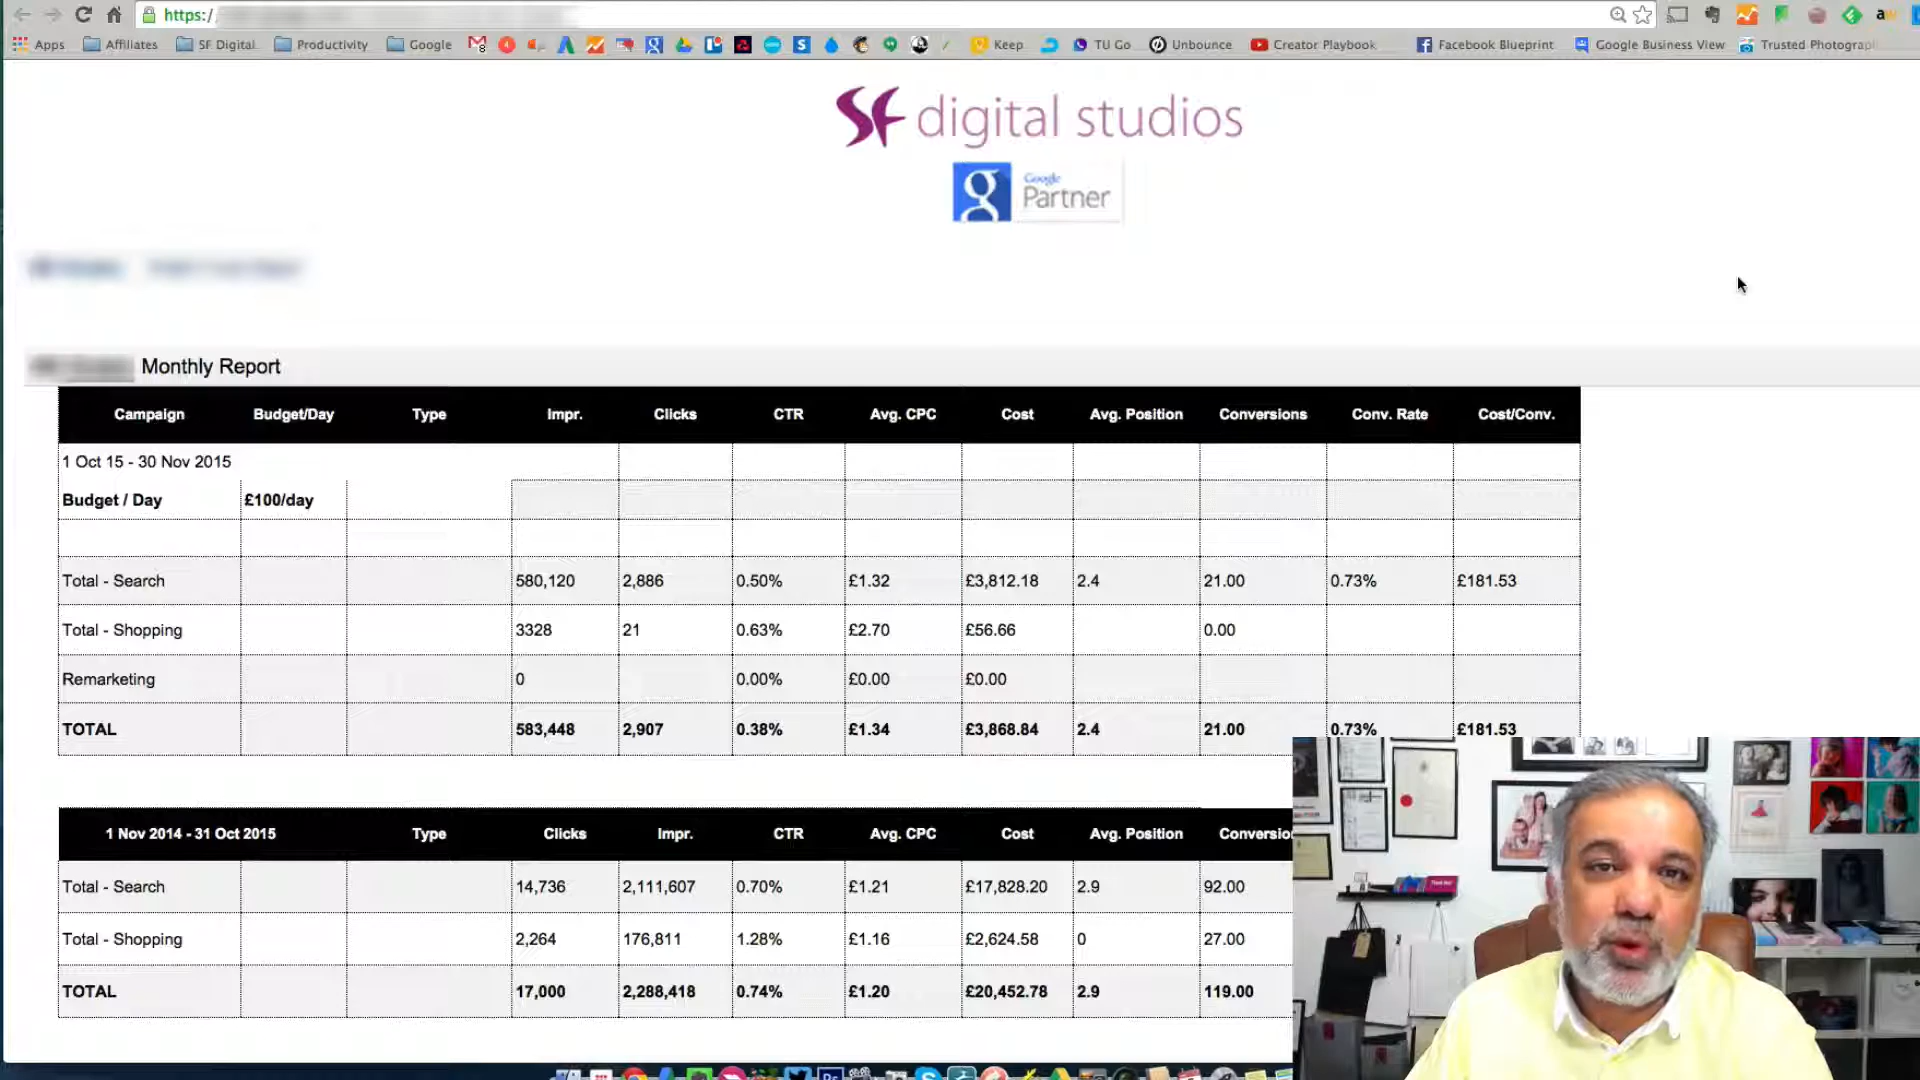 https:/
Apps Affiliates SF Digital Productivity Google Keep TU Go Unbounce Creator Playbook Facebook Blueprint Google Business View Trusted Photograp
SF digital studios
Google
Partner
Monthly Report
Campaign Budget/Day Type Impr. Clicks CTR Avg. CPC Cost Avg. Position Conversions Conv. Rate Cost/Conv.
1 Oct 15 - 30 Nov 2015
Budget / Day £100/day
Total - Search 580,120 2,886 0.50% £1.32 £3,812.18 2.4 21.00 0.73% £181.53
Total - Shopping 3328 21 0.63% £2.70 £56.66 0.00
Remarketing 0 0.00% £0.00 £0.00
TOTAL 583,448 2,907 0.38% £1.34 £3,868.84 2.4 21.00 0.73% £181.53
1 Nov 2014 - 31 Oct 2015 Type Clicks Impr. CTR Avg. CPC Cost Avg. Position Conversio
Total - Search 14,736 2,111,607 0.70% £1.21 £17,828.20 2.9 92.00
Total - Shopping 2,264 176,811 1.28% £1.16 £2,624.58 0 27.00
TOTAL 17,000 2,288,418 0.74% £1.20 £20,452.78 2.9 119.00